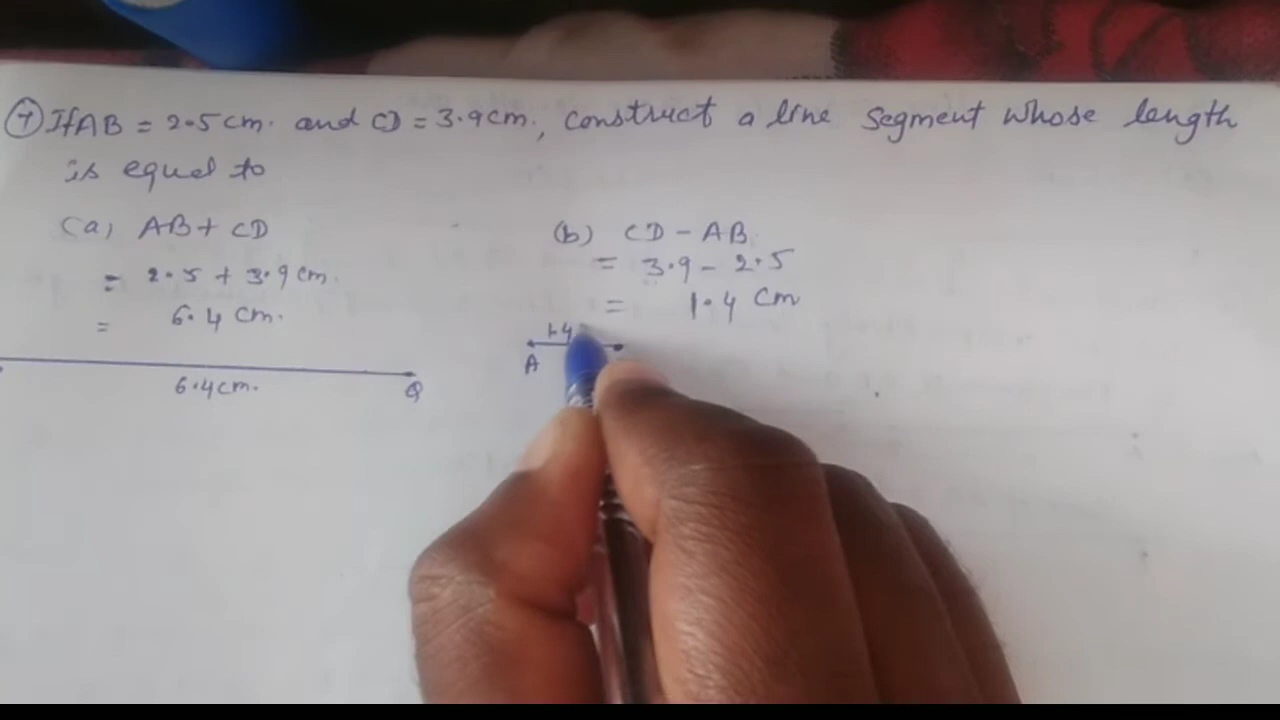 7 If AB = 2.5 cm. and CD = 3.9 cm., construct a line segment whose length
is equal to
(a) AB + CD
= 2.5 + 3.9 cm.
= 6.4 cm.
6.4 cm.
Q
(b) CD - AB
= 3.9 - 2.5
= 1.4 cm
1.4
A